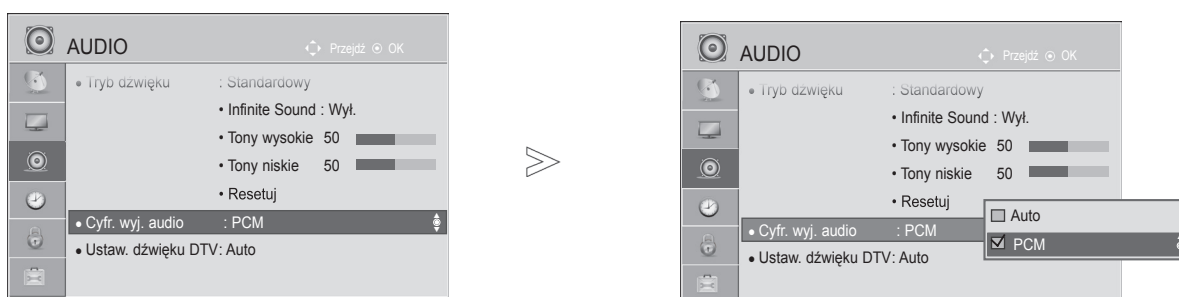 AUDIO
Przejdź OK
• Tryb dźwięku : Standardowy
• Infinite Sound : Wył.
• Tony wysokie 50
• Tony niskie 50
• Resetuj
• Cyfr. wyj. audio : PCM
• Ustaw. dźwięku DTV: Auto
AUDIO
Przejdź OK
• Tryb dźwięku : Standardowy
• Infinite Sound : Wył.
• Tony wysokie 50
• Tony niskie 50
• Resetuj
• Cyfr. wyj. audio : PCM
• Ustaw. dźwięku DTV: Auto
Auto
PCM